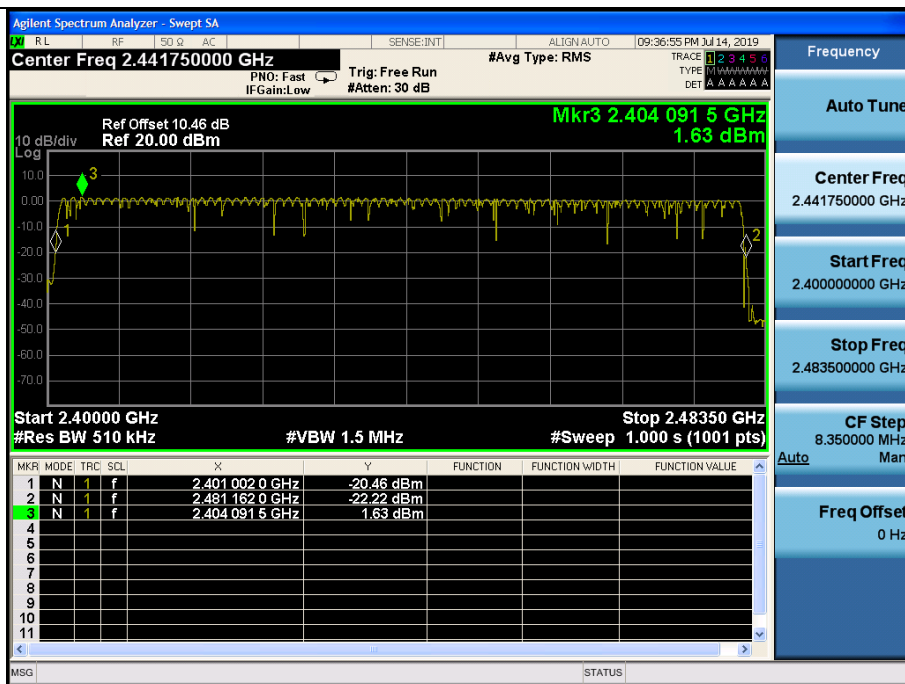 Agilent Spectrum Analyzer - Swept SA
LXI RL RF 50 Ω AC SENSE:INT ALIGN AUTO 09:36:55 PM Jul 14, 2019
Center Freq 2.441750000 GHz #Avg Type: RMS TRACE 1 2 3 4 5 6
PNO: Fast Trig: Free Run TYPE M W W W W W
IFGain:Low #Atten: 30 dB DET A A A A A A
Mkr3 2.404 091 5 GHz
Ref Offset 10.46 dB
10 dB/div Ref 20.00 dBm 1.63 dBm
Log
10.0
0.00
-10.0
-20.0
-30.0
-40.0
-50.0
-60.0
-70.0
3
1
2
Start 2.40000 GHz Stop 2.48350 GHz
#Res BW 510 kHz #VBW 1.5 MHz #Sweep 1.000 s (1001 pts)
MKR MODE TRC SCL X Y FUNCTION FUNCTION WIDTH FUNCTION VALUE
1 N 1 f 2.401 002 0 GHz -20.46 dBm
2 N 1 f 2.481 162 0 GHz -22.22 dBm
3 N 1 f 2.404 091 5 GHz 1.63 dBm
4
5
6
7
8
9
10
11
MSG STATUS
Frequency
Auto Tune
Center Freq
2.441750000 GHz
Start Freq
2.400000000 GHz
Stop Freq
2.483500000 GHz
CF Step
8.350000 MHz
Auto Man
Freq Offset
0 Hz